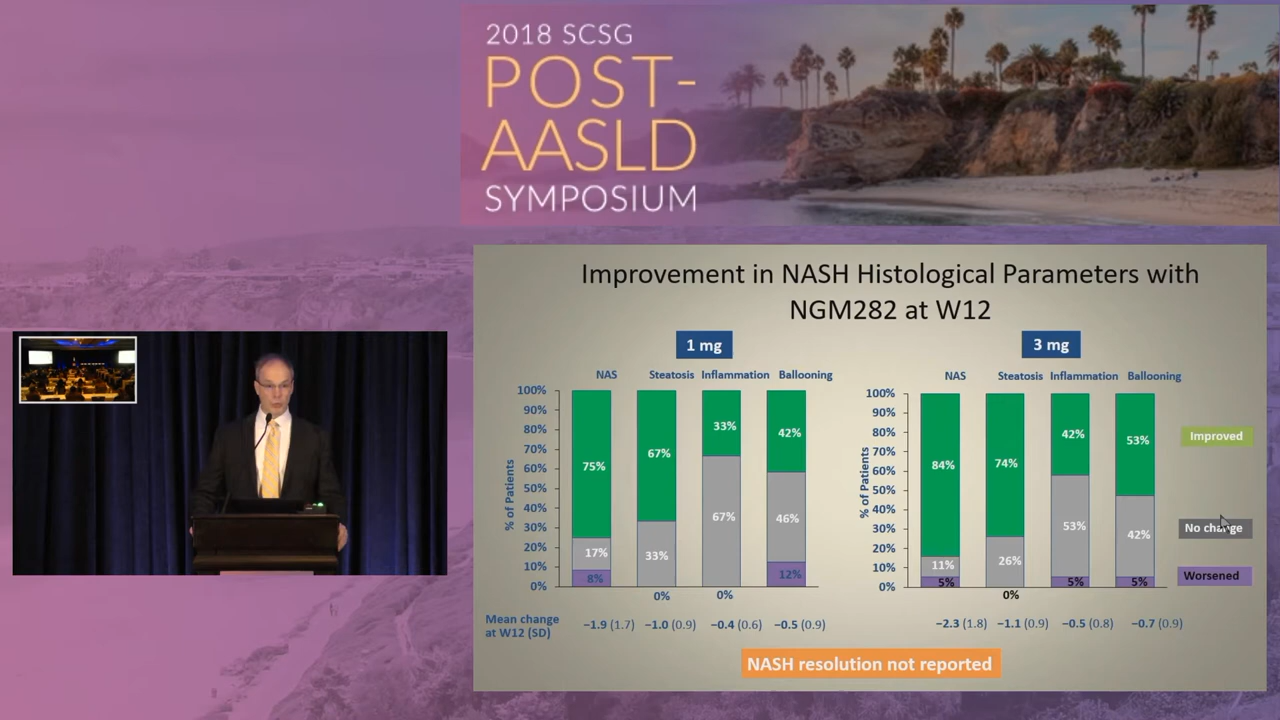 2018 SCSG
POST-
AASLD
SYMPOSIUM
Improvement in NASH Histological Parameters with
NGM282 at W12
1 mg
NAS Steatosis Inflammation Ballooning
% of Patients
100%
90%
80%
70%
60%
50%
40%
30%
20%
10%
0%
75% 67% 33% 42%
17% 33% 67% 46%
8% 0% 0% 12%
3 mg
NAS Steatosis Inflammation Ballooning
% of Patients
100%
90%
80%
70%
60%
50%
40%
30%
20%
10%
0%
84% 74% 42% 53%
11% 26% 53% 42%
5% 0% 5% 5%
Improved
No change
Worsened
Mean change
at W12 (SD)
−1.9 (1.7) −1.0 (0.9) −0.4 (0.6) −0.5 (0.9)
−2.3 (1.8) −1.1 (0.9) −0.5 (0.8) −0.7 (0.9)
NASH resolution not reported